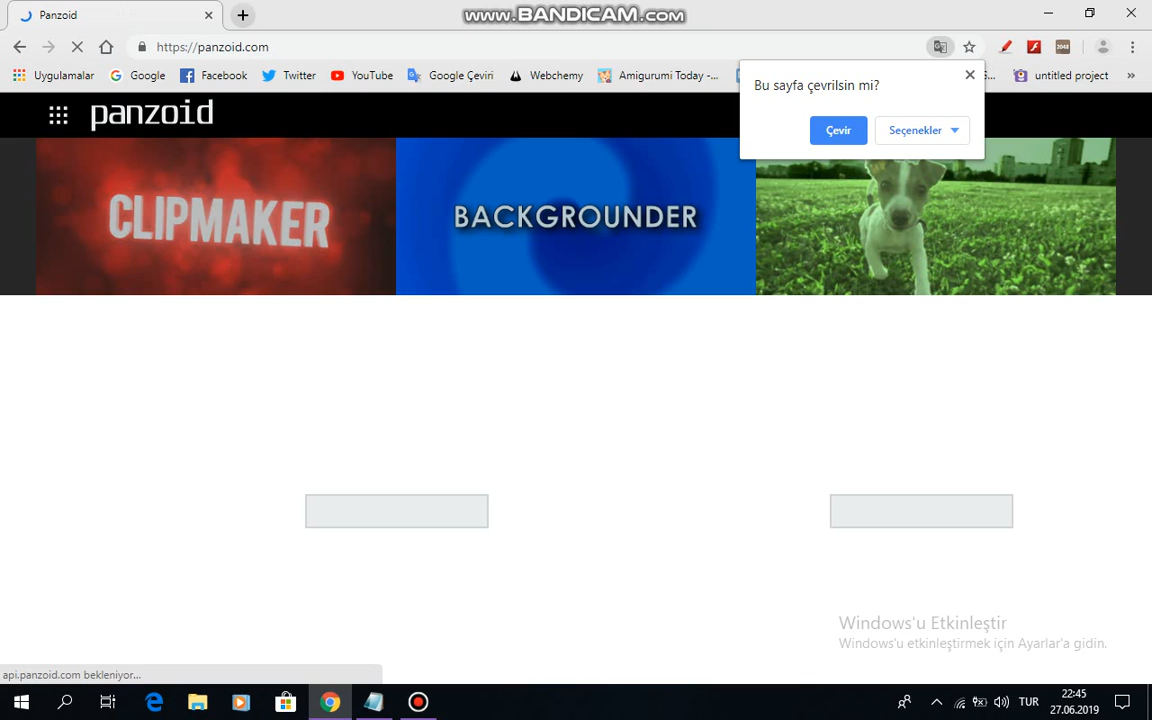 Panzoid
www.BANDICAM.com
https://panzoid.com
Uygulamalar Google Facebook Twitter YouTube Google Çeviri Webchemy Amigurumi Today -... untitled project »
Bu sayfa çevrilsin mi?
Çevir Seçenekler
panzoid
CLIPMAKER
BACKGROUNDER
Windows'u Etkinleştir
Windows'u etkinleştirmek için Ayarlar'a gidin.
api.panzoid.com bekleniyor...
TUR
22:45
27.06.2019